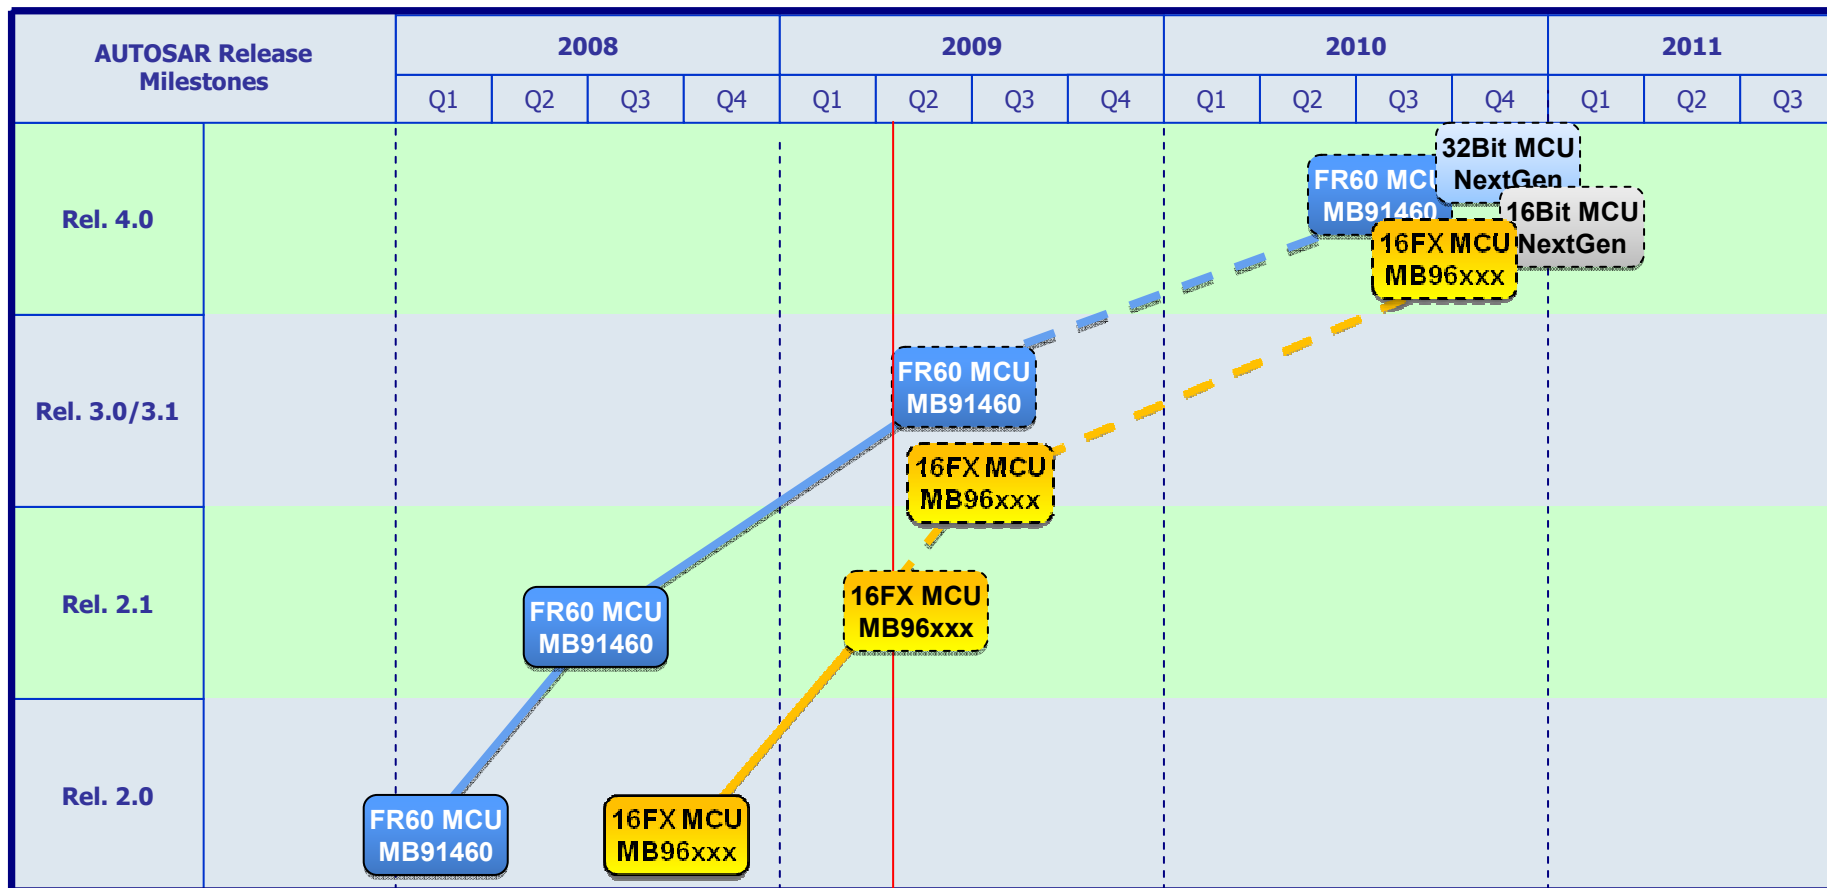 AUTOSAR Release
Milestones
2008
2009
2010
2011
Q1
Q2
Q3
Q4
Q1
Q2
Q3
Q4
Q1
Q2
Q3
Q4
Q1
Q2
Q3
Rel. 4.0
FR60 MCU
MB91460
32Bit MCU
NextGen
16Bit MCU
NextGen
16FX MCU
MB96xxx
Rel. 3.0/3.1
FR60 MCU
MB91460
16FX MCU
MB96xxx
Rel. 2.1
FR60 MCU
MB91460
16FX MCU
MB96xxx
Rel. 2.0
FR60 MCU
MB91460
16FX MCU
MB96xxx